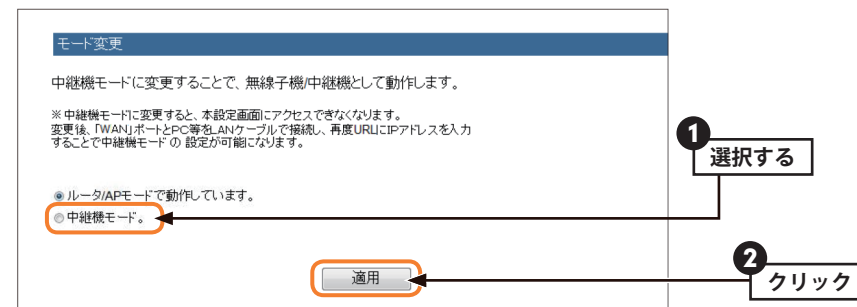 モード変更
中継機モードに変更することで、無線子機/中継機として動作します。
※ 中継機モードに変更すると、本設定画面にアクセスできなくなります。
変更後、「WAN」ポートとPC等をLANケーブルで接続し、再度URLにIPアドレスを入力
することで中継機モード の 設定が可能になります。
1
選択する
ルータ/APモードで動作しています。
中継機モード。
適用
2
クリック